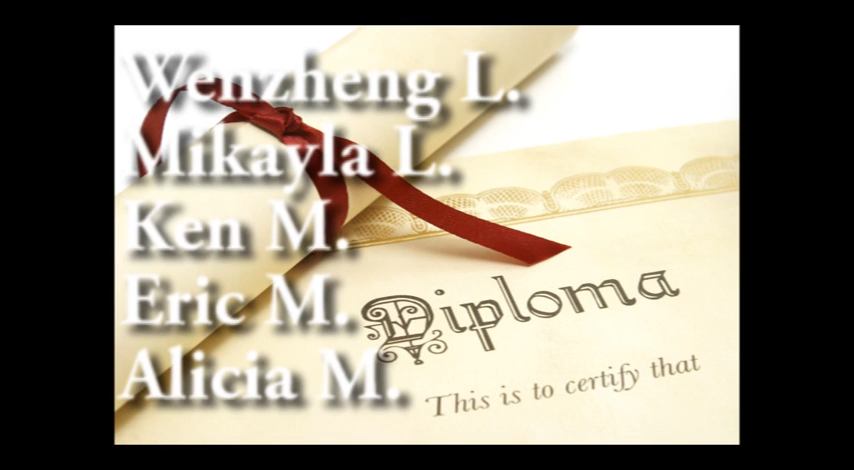 Wenzheng L.
Mikayla L.
Ken M.
Eric M.
Alicia M.
Diploma
This is to certify that